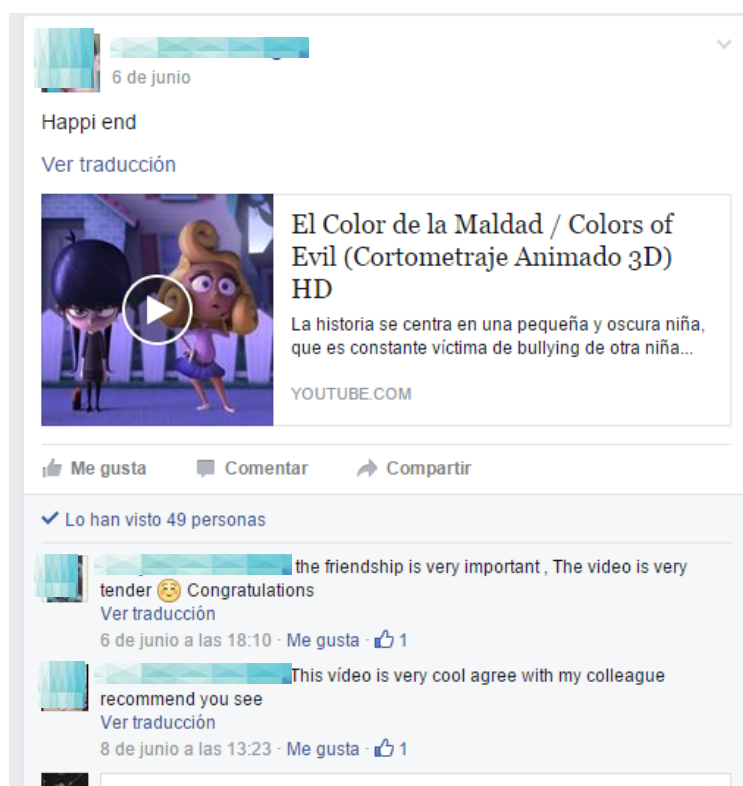 6 de junio
Happi end
Ver traducción
El Color de la Maldad / Colors of
Evil (Cortometraje Animado 3D)
HD
La historia se centra en una pequeña y oscura niña,
que es constante víctima de bullying de otra niña...
YOUTUBE.COM
Me gusta Comentar Compartir
Lo han visto 49 personas
the friendship is very important , The video is very
tender ☺ Congratulations
Ver traducción
6 de junio a las 18:10 · Me gusta · 1
This vídeo is very cool agree with my colleague
recommend you see
Ver traducción
8 de junio a las 13:23 · Me gusta · 1